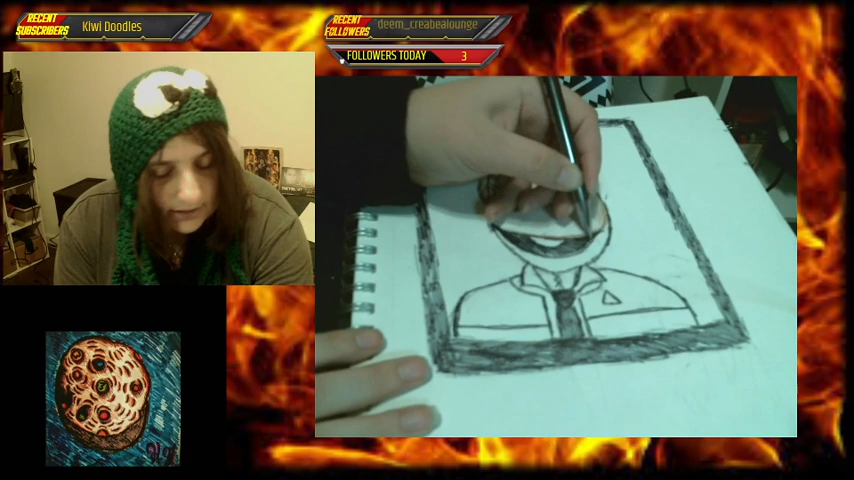 RECENT
SUBSCRIBERS
Kiwi Doodles
RECENT
FOLLOWERS
deem_creabealounge
FOLLOWERS TODAY
3